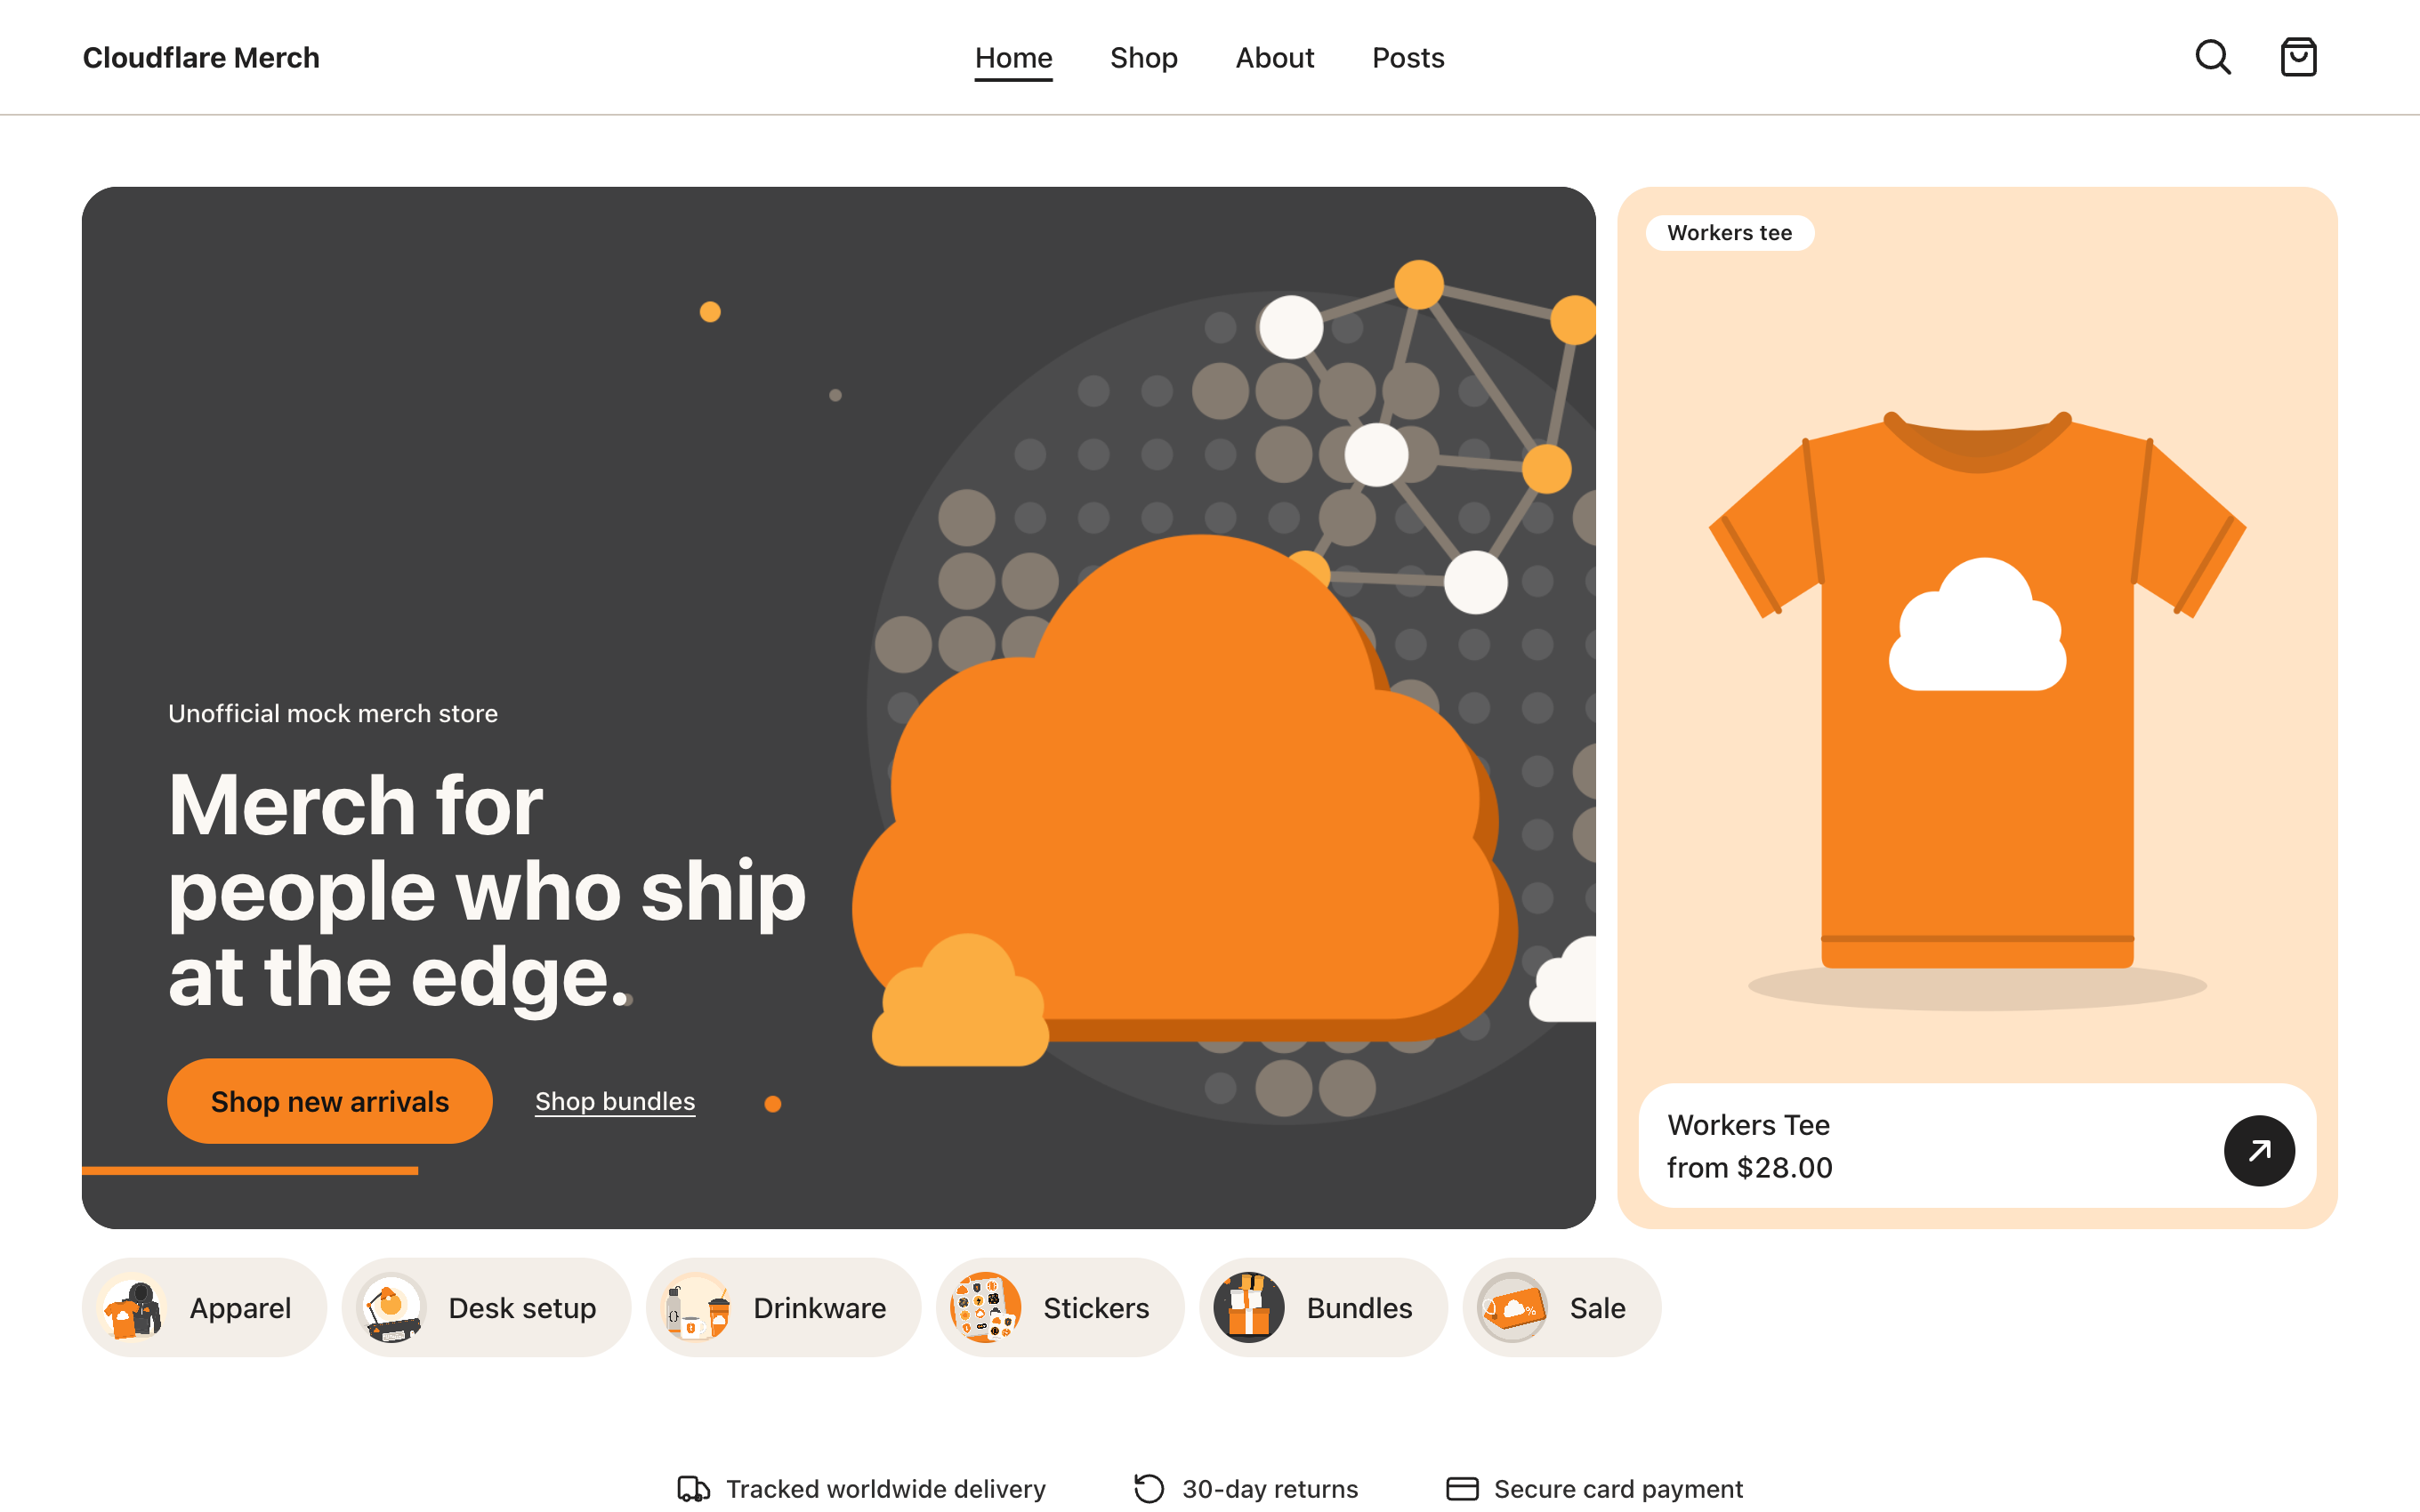 Cloudflare Merch
Home
Shop
About
Posts
Unofficial mock merch store
Merch for
people who ship
at the edge.
Shop new arrivals
Shop bundles
Workers tee
Workers Tee
from $28.00
Apparel
Desk setup
Drinkware
Stickers
Bundles
Sale
Tracked worldwide delivery
30-day returns
Secure card payment